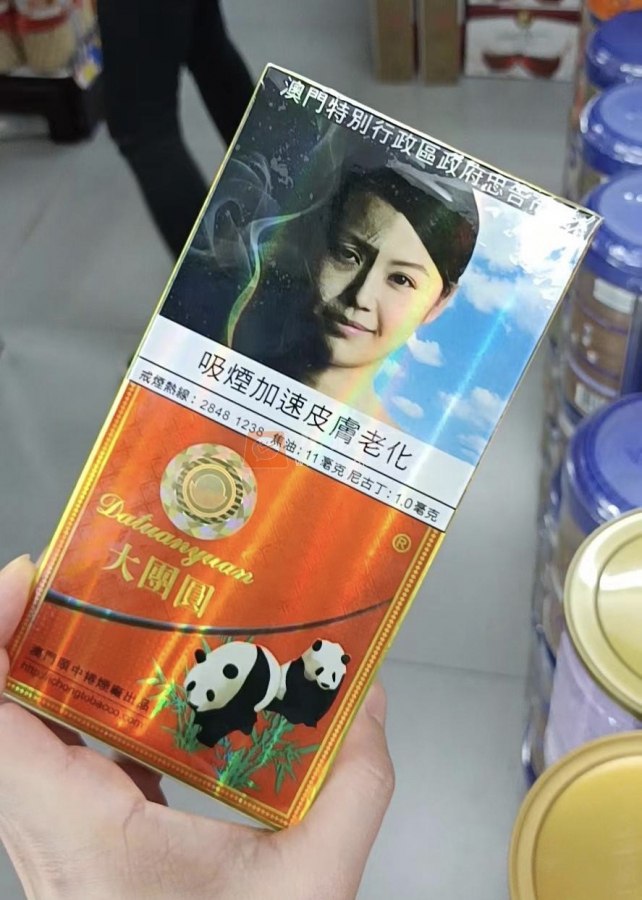 澳門特別行政區政府忠告市
吸煙加速皮膚老化
戒煙熱線: 2848 1238 焦油: 11毫克 尼古丁: 1.0毫克
Datuanyuan
®
大團圓
澳門
中
煙廠出品